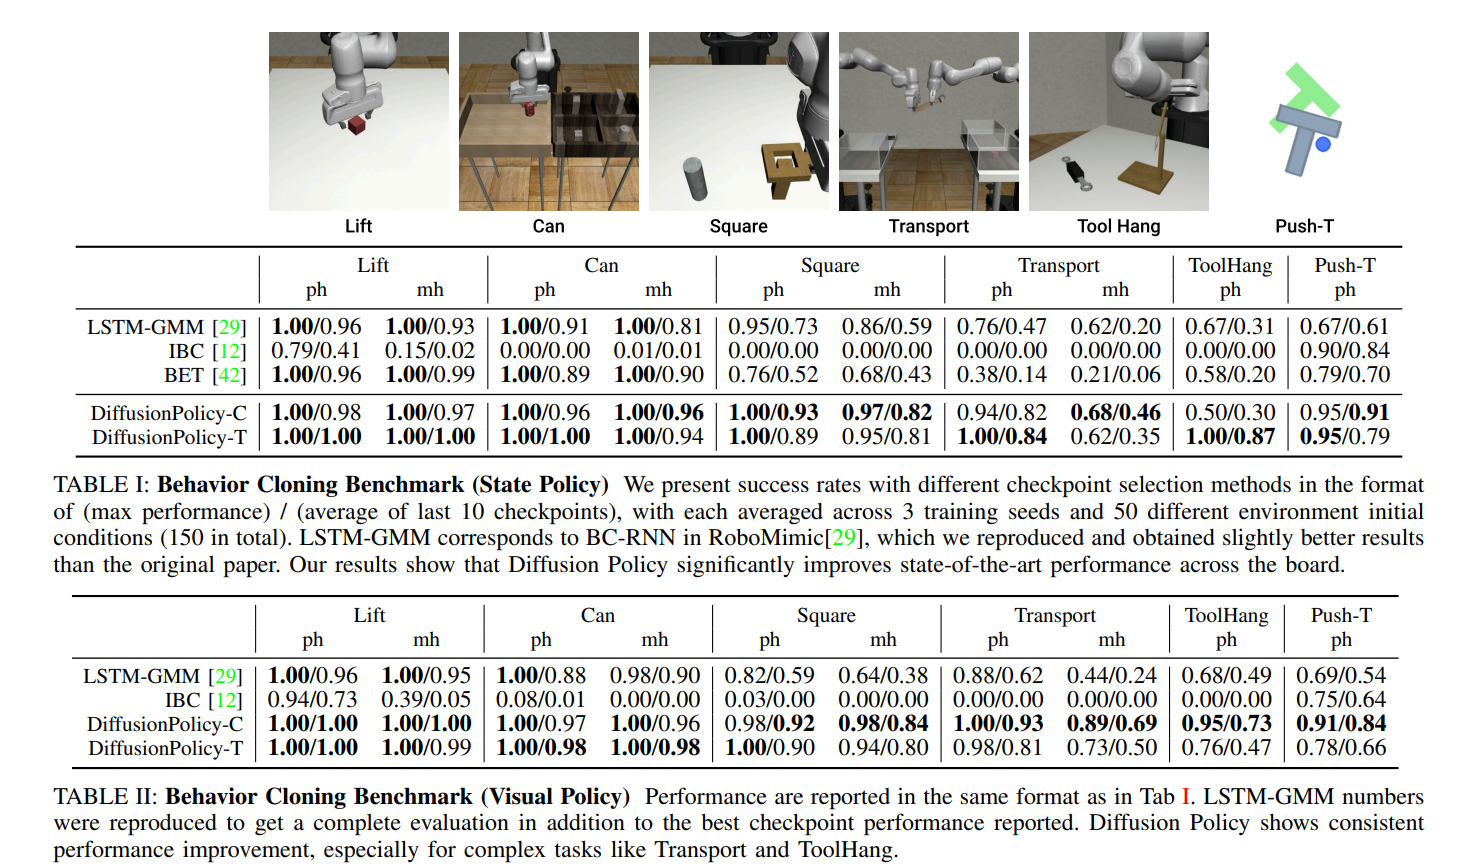 Lift Can Square Transport Tool Hang Push-T
Lift Can Square Transport ToolHang Push-T
ph mh ph mh ph mh ph mh ph ph
LSTM-GMM [29] 1.00/0.96 1.00/0.93 1.00/0.91 1.00/0.81 0.95/0.73 0.86/0.59 0.76/0.47 0.62/0.20 0.67/0.31 0.67/0.61
IBC [12] 0.79/0.41 0.15/0.02 0.00/0.00 0.01/0.01 0.00/0.00 0.00/0.00 0.00/0.00 0.00/0.00 0.00/0.00 0.90/0.84
BET [42] 1.00/0.96 1.00/0.99 1.00/0.89 1.00/0.90 0.76/0.52 0.68/0.43 0.38/0.14 0.21/0.06 0.58/0.20 0.79/0.70
DiffusionPolicy-C 1.00/0.98 1.00/0.97 1.00/0.96 1.00/0.96 1.00/0.93 0.97/0.82 0.94/0.82 0.68/0.46 0.50/0.30 0.95/0.91
DiffusionPolicy-T 1.00/1.00 1.00/1.00 1.00/1.00 1.00/0.94 1.00/0.89 0.95/0.81 1.00/0.84 0.62/0.35 1.00/0.87 0.95/0.79
TABLE I: Behavior Cloning Benchmark (State Policy) We present success rates with different checkpoint selection methods in the format
of (max performance) / (average of last 10 checkpoints), with each averaged across 3 training seeds and 50 different environment initial
conditions (150 in total). LSTM-GMM corresponds to BC-RNN in RoboMimic[29], which we reproduced and obtained slightly better results
than the original paper. Our results show that Diffusion Policy significantly improves state-of-the-art performance across the board.
Lift Can Square Transport ToolHang Push-T
ph mh ph mh ph mh ph mh ph ph
LSTM-GMM [29] 1.00/0.96 1.00/0.95 1.00/0.88 0.98/0.90 0.82/0.59 0.64/0.38 0.88/0.62 0.44/0.24 0.68/0.49 0.69/0.54
IBC [12] 0.94/0.73 0.39/0.05 0.08/0.01 0.00/0.00 0.03/0.00 0.00/0.00 0.00/0.00 0.00/0.00 0.00/0.00 0.75/0.64
DiffusionPolicy-C 1.00/1.00 1.00/1.00 1.00/0.97 1.00/0.96 0.98/0.92 0.98/0.84 1.00/0.93 0.89/0.69 0.95/0.73 0.91/0.84
DiffusionPolicy-T 1.00/1.00 1.00/0.99 1.00/0.98 1.00/0.98 1.00/0.90 0.94/0.80 0.98/0.81 0.73/0.50 0.76/0.47 0.78/0.66
TABLE II: Behavior Cloning Benchmark (Visual Policy) Performance are reported in the same format as in Tab I. LSTM-GMM numbers
were reproduced to get a complete evaluation in addition to the best checkpoint performance reported. Diffusion Policy shows consistent
performance improvement, especially for complex tasks like Transport and ToolHang.